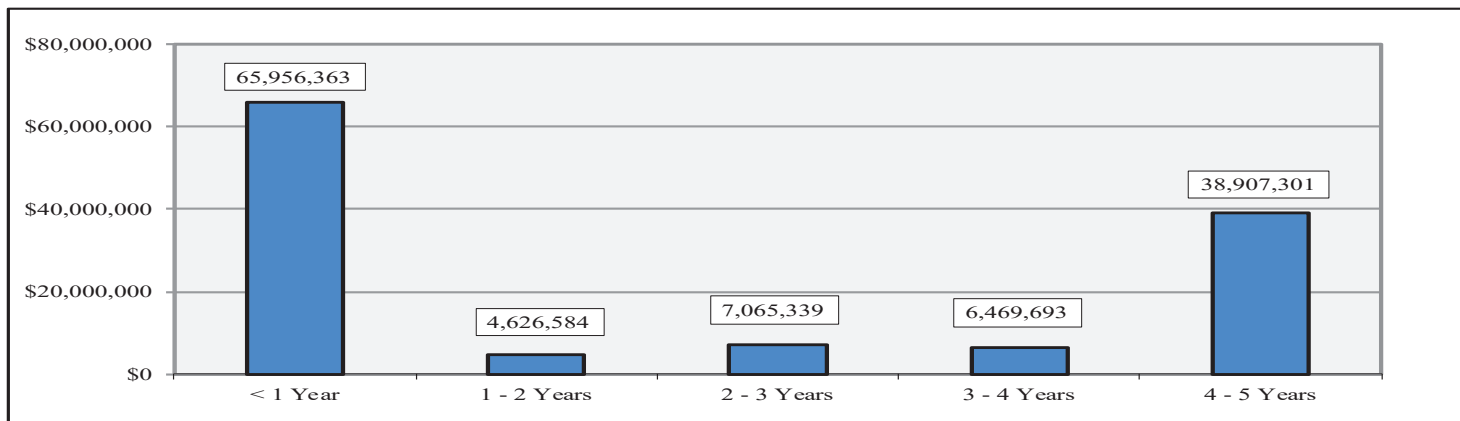 $80,000,000
65,956,363
$60,000,000
38,907,301
$40,000,000
$20,000,000
4,626,584
7,065,339
6,469,693
$0
< 1 Year
1 - 2 Years
2 - 3 Years
3 - 4 Years
4 - 5 Years